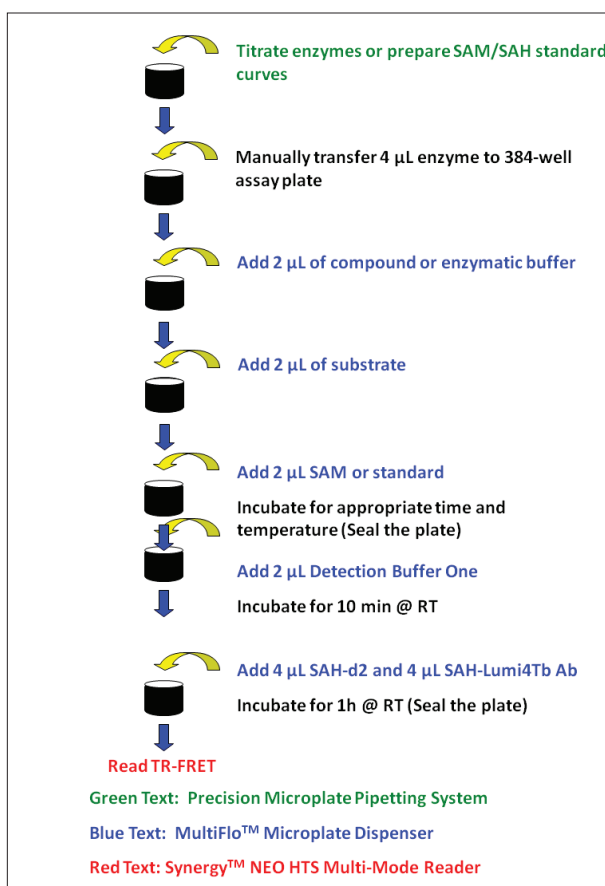 Titrate enzymes or prepare SAM/SAH standard
curves
Manually transfer 4 µL enzyme to 384-well
assay plate
Add 2 µL of compound or enzymatic buffer
Add 2 µL of substrate
Add 2 µL SAM or standard
Incubate for appropriate time and
temperature (Seal the plate)
Add 2 µL Detection Buffer One
Incubate for 10 min @ RT
Add 4 µL SAH-d2 and 4 µL SAH-Lumi4Tb Ab
Incubate for 1h @ RT (Seal the plate)
Read TR-FRET
Green Text: Precision Microplate Pipetting System
Blue Text: MultiFlo™ Microplate Dispenser
Red Text: Synergy™ NEO HTS Multi-Mode Reader